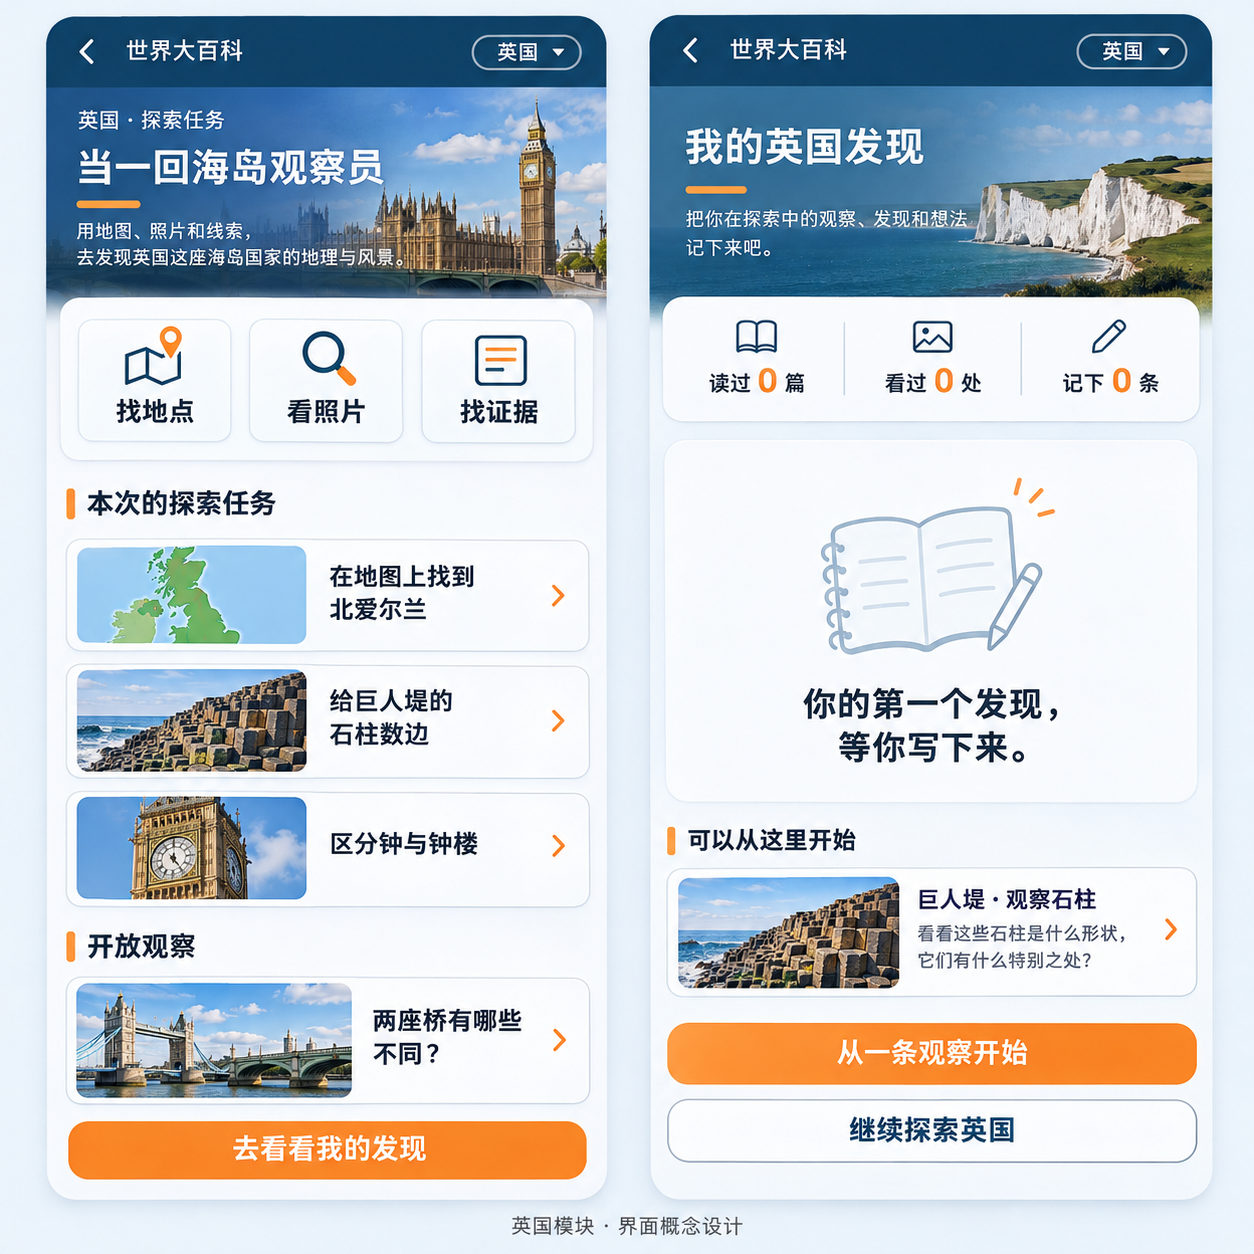 世界大百科
英国
英国 · 探索任务
当一回海岛观察员
用地图、照片和线索，
去发现英国这座海岛国家的地理与风景。
找地点
看照片
找证据
本次的探索任务
在地图上找到
北爱尔兰
给巨人堤的
石柱数边
区分钟与钟楼
开放观察
两座桥有哪些
不同？
去看看我的发现
世界大百科
英国
我的英国发现
把你在探索中的观察、发现和想法
记下来吧。
读过 0 篇
看过 0 处
记下 0 条
你的第一个发现，
等你写下来。
可以从这里开始
巨人堤 · 观察石柱
看看这些石柱是什么形状，
它们有什么特别之处？
从一条观察开始
继续探索英国
英国模块 · 界面概念设计